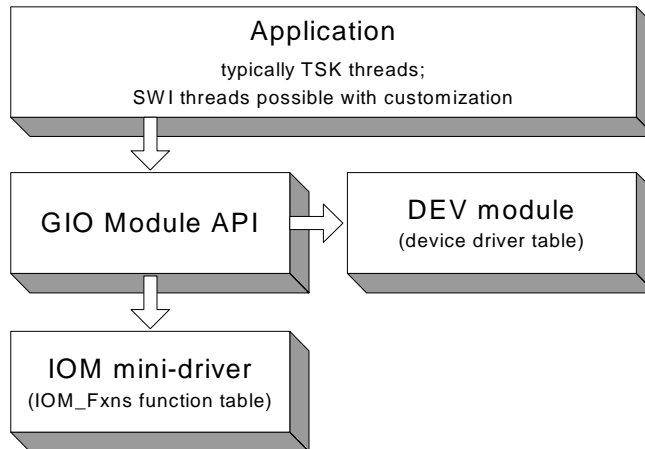 Application
typically TSK threads;
SWI threads possible with customization
GIO Module API
DEV module
(device driver table)
IOM mini-driver
(IOM_Fxns function table)